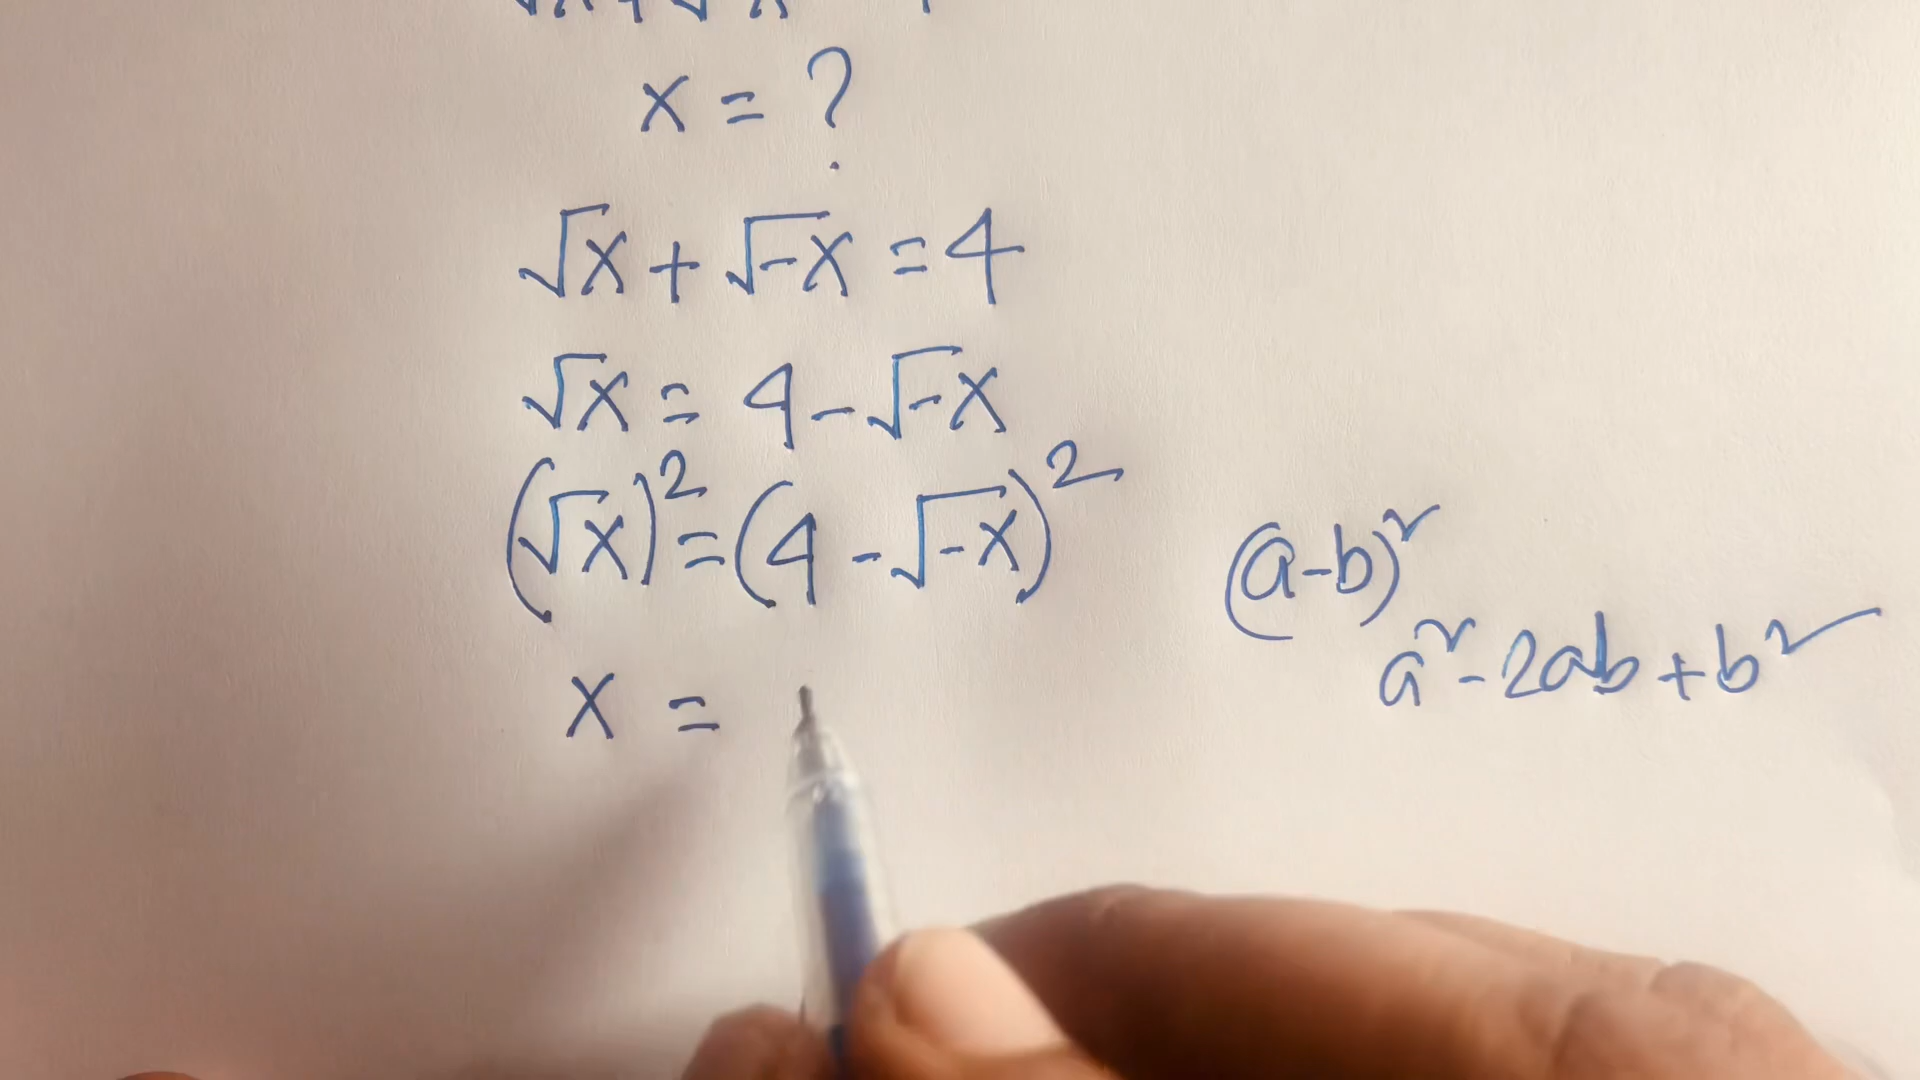 x = ?
√x + √-x = 4
√x = 4 - √-x
(√x)² = (4 - √-x)²
(a-b)²
a² - 2ab + b²
x =